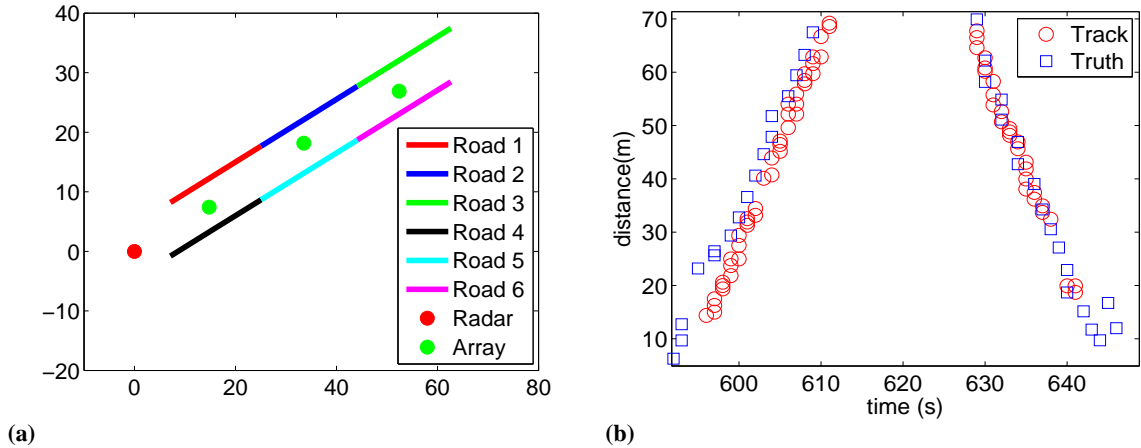 40
30
20
10
0
−10
−20
0
20
40
60
80
Road 1
Road 2
Road 3
Road 4
Road 5
Road 6
Radar
Array
(a)
70
60
50
40
30
20
10
distance(m)
600
610
620
630
640
time (s)
Track
Truth
(b)